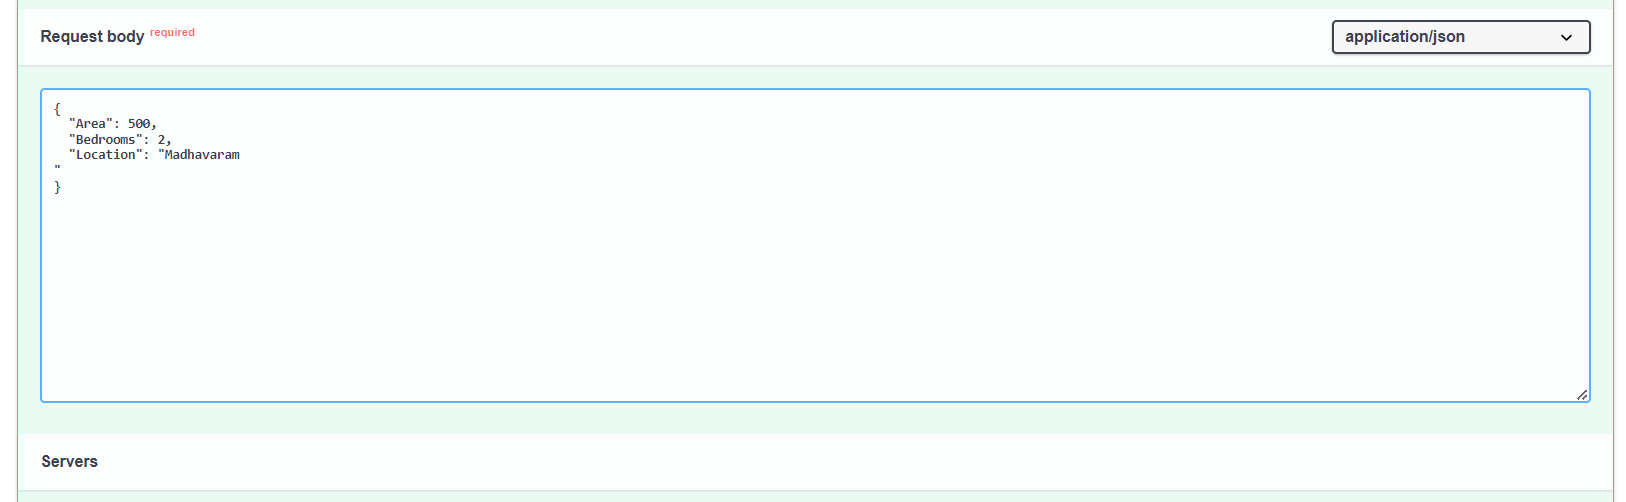 Request body required
application/json
{
  "Area": 500,
  "Bedrooms": 2,
  "Location": "Madhavaram
"
}
Servers